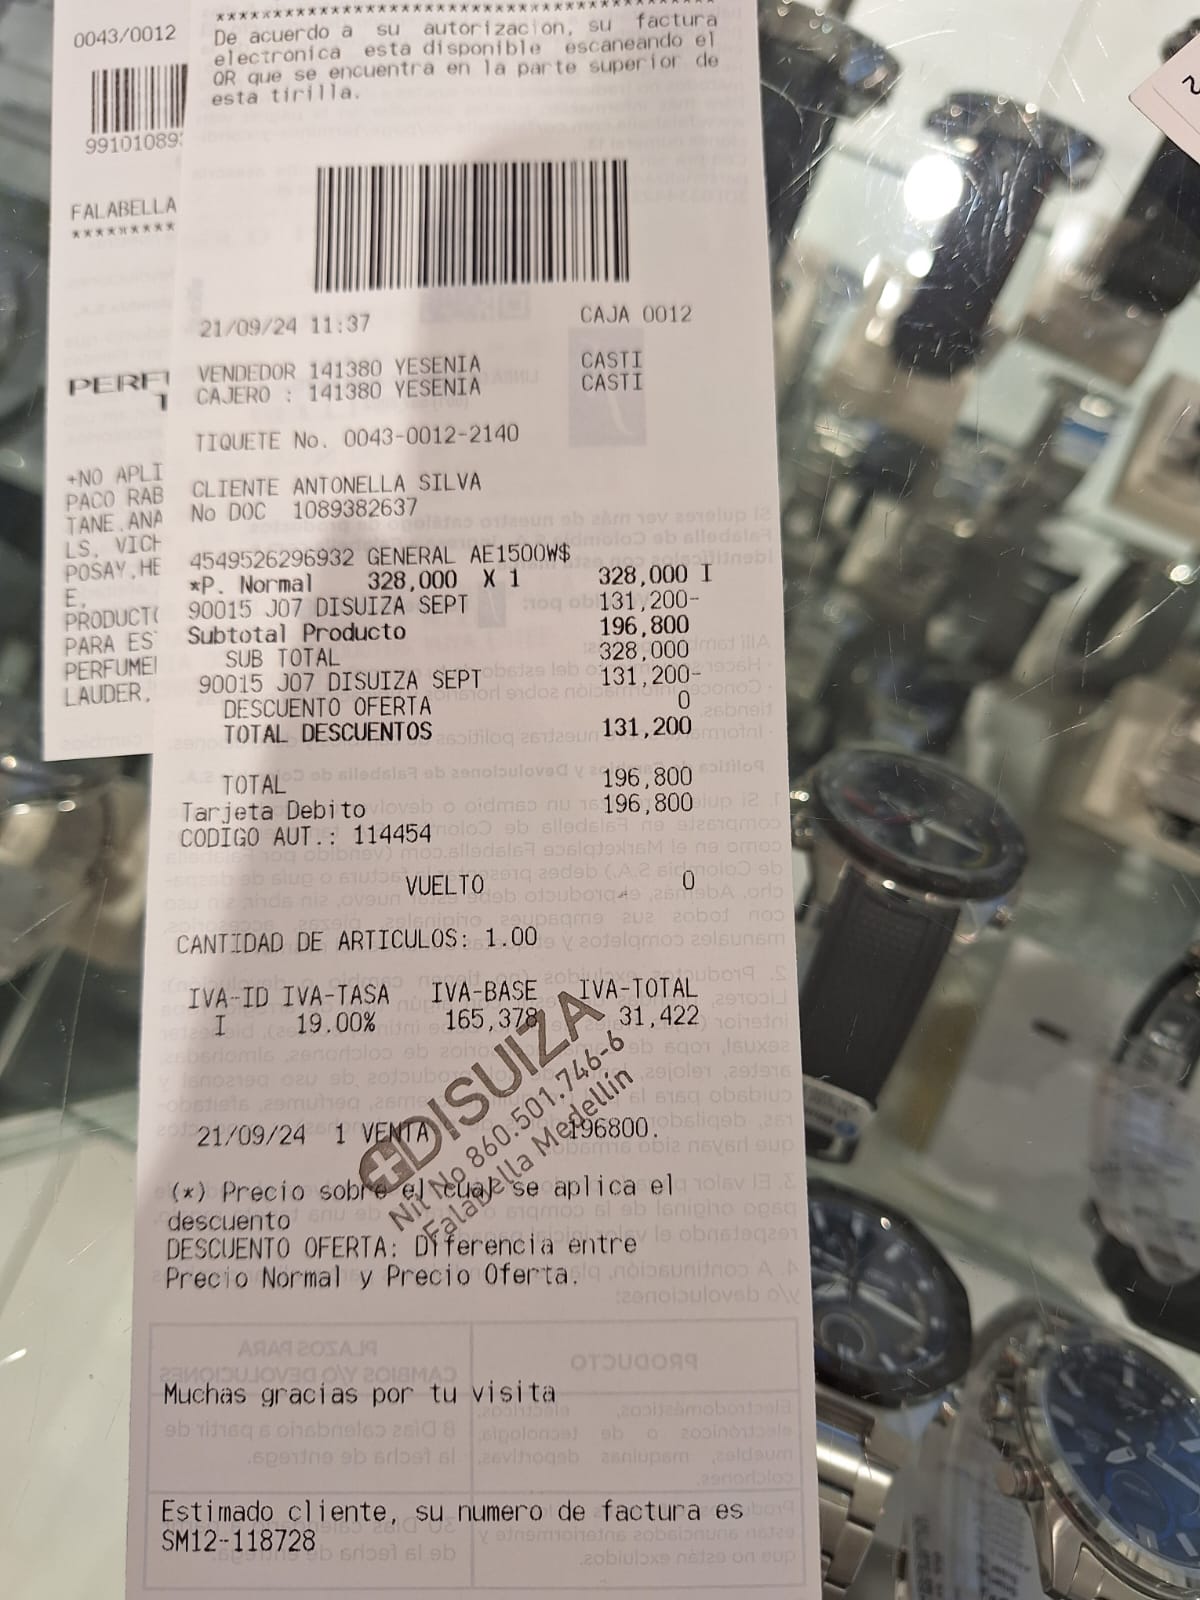 0043/0012
99101089
FALABELLA
*********
PERF
+NO APLI
PACO RAB
TANE.ANA
LS, VICH
POSAY,HE
E,
PRODUCTO
PARA ES
PERFUME
LAUDER,
De acuerdo a su autorizacion, su factura
electronica esta disponible escaneando el
QR que se encuentra en la parte superior de
esta tirilla.
21/09/24 11:37 CAJA 0012
VENDEDOR 141380 YESENIA CASTI
CAJERO : 141380 YESENIA CASTI
TIQUETE No. 0043-0012-2140
CLIENTE ANTONELLA SILVA
No DOC 1089382637
4549526296932 GENERAL AE1500W$
*P. Normal 328,000 X 1 328,000 I
90015 J07 DISUIZA SEPT 131,200-
Subtotal Producto 196,800
SUB TOTAL 328,000
90015 J07 DISUIZA SEPT 131,200-
DESCUENTO OFERTA 0
TOTAL DESCUENTOS 131,200
TOTAL 196,800
Tarjeta Debito 196,800
CODIGO AUT.: 114454
VUELTO 0
CANTIDAD DE ARTICULOS: 1.00
IVA-ID IVA-TASA IVA-BASE IVA-TOTAL
I 19.00% 165,378 31,422
DISUIZA
Nit No 860.501.746-6
Falabella Medellín
21/09/24 1 VENTA 196800.
(*) Precio sobre el cual se aplica el
descuento
DESCUENTO OFERTA: Diferencia entre
Precio Normal y Precio Oferta.
Muchas gracias por tu visita
Estimado cliente, su numero de factura es
SM12-118728